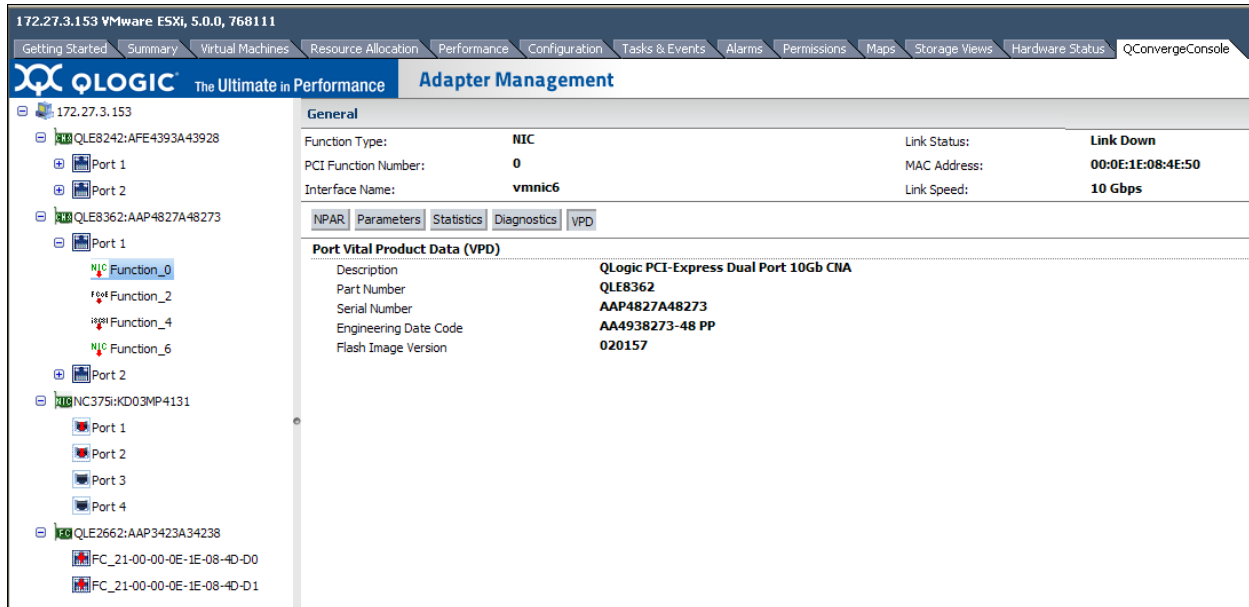 172.27.3.153 VMware ESXi, 5.0.0, 768111
Getting Started Summary Virtual Machines Resource Allocation Performance Configuration Tasks & Events Alarms Permissions Maps Storage Views Hardware Status QConvergeConsole
QLOGIC The Ultimate in Performance Adapter Management
172.27.3.153
QLE8242:AFE4393A43928
Port 1
Port 2
QLE8362:AAP4827A48273
Port 1
NIC Function_0
FCoE Function_2
iSCSI Function_4
NIC Function_6
Port 2
NIC NC375i:KD03MP4131
Port 1
Port 2
Port 3
Port 4
FC QLE2662:AAP3423A34238
FC_21-00-00-0E-1E-08-4D-D0
FC_21-00-00-0E-1E-08-4D-D1
General
Function Type: NIC Link Status: Link Down
PCI Function Number: 0 MAC Address: 00:0E:1E:08:4E:50
Interface Name: vmnic6 Link Speed: 10 Gbps
NPAR Parameters Statistics Diagnostics VPD
Port Vital Product Data (VPD)
Description QLogic PCI-Express Dual Port 10Gb CNA
Part Number QLE8362
Serial Number AAP4827A48273
Engineering Date Code AA4938273-48 PP
Flash Image Version 020157